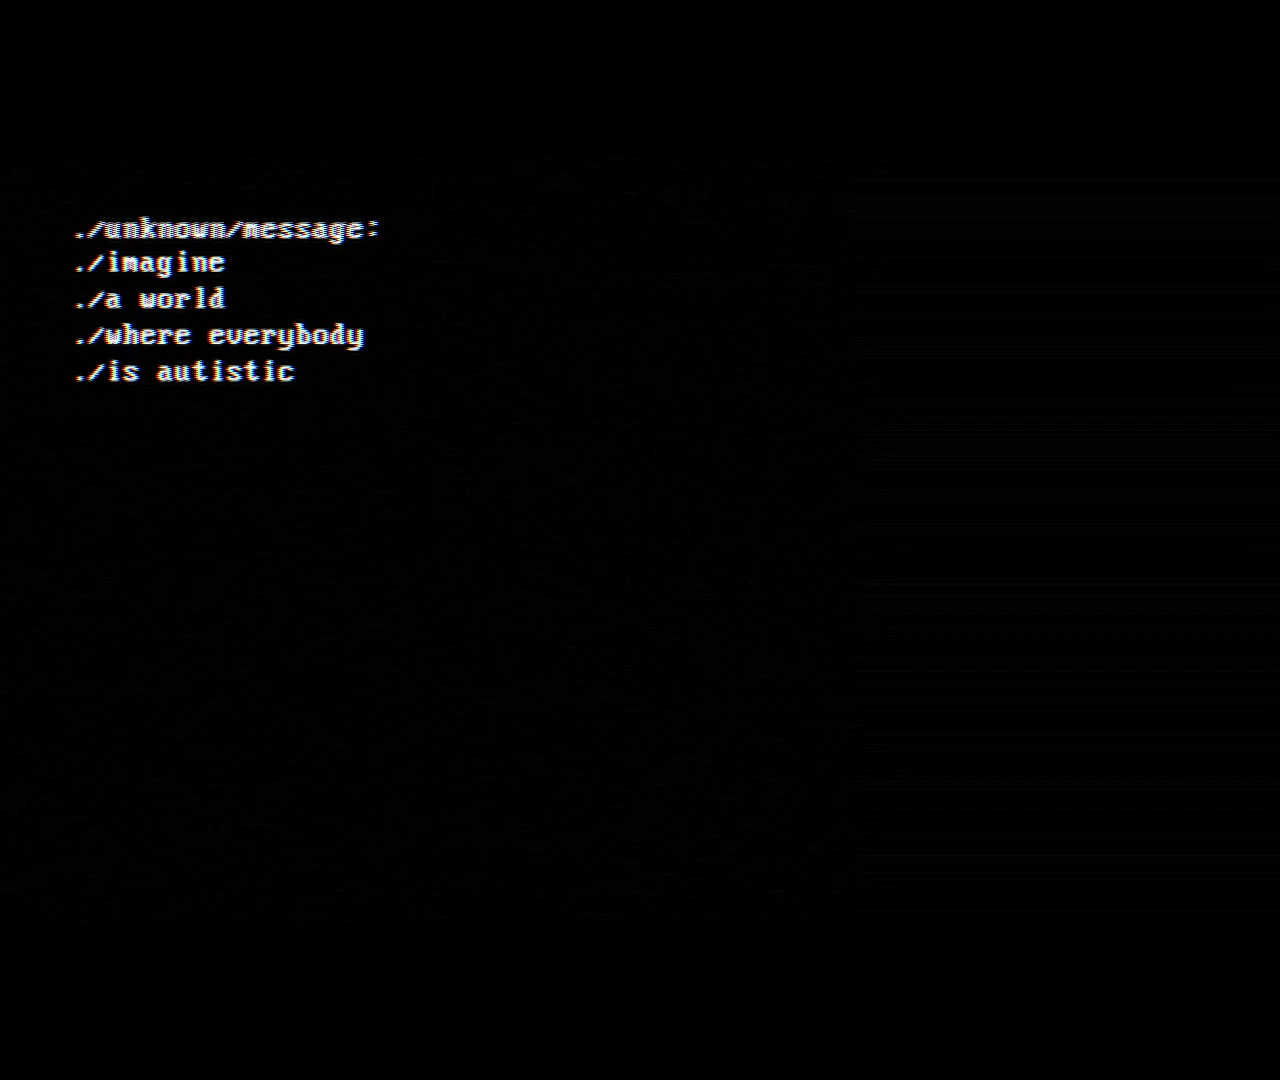 ./unknown/message:
./imagine
./a world
./where everybody
./is autistic